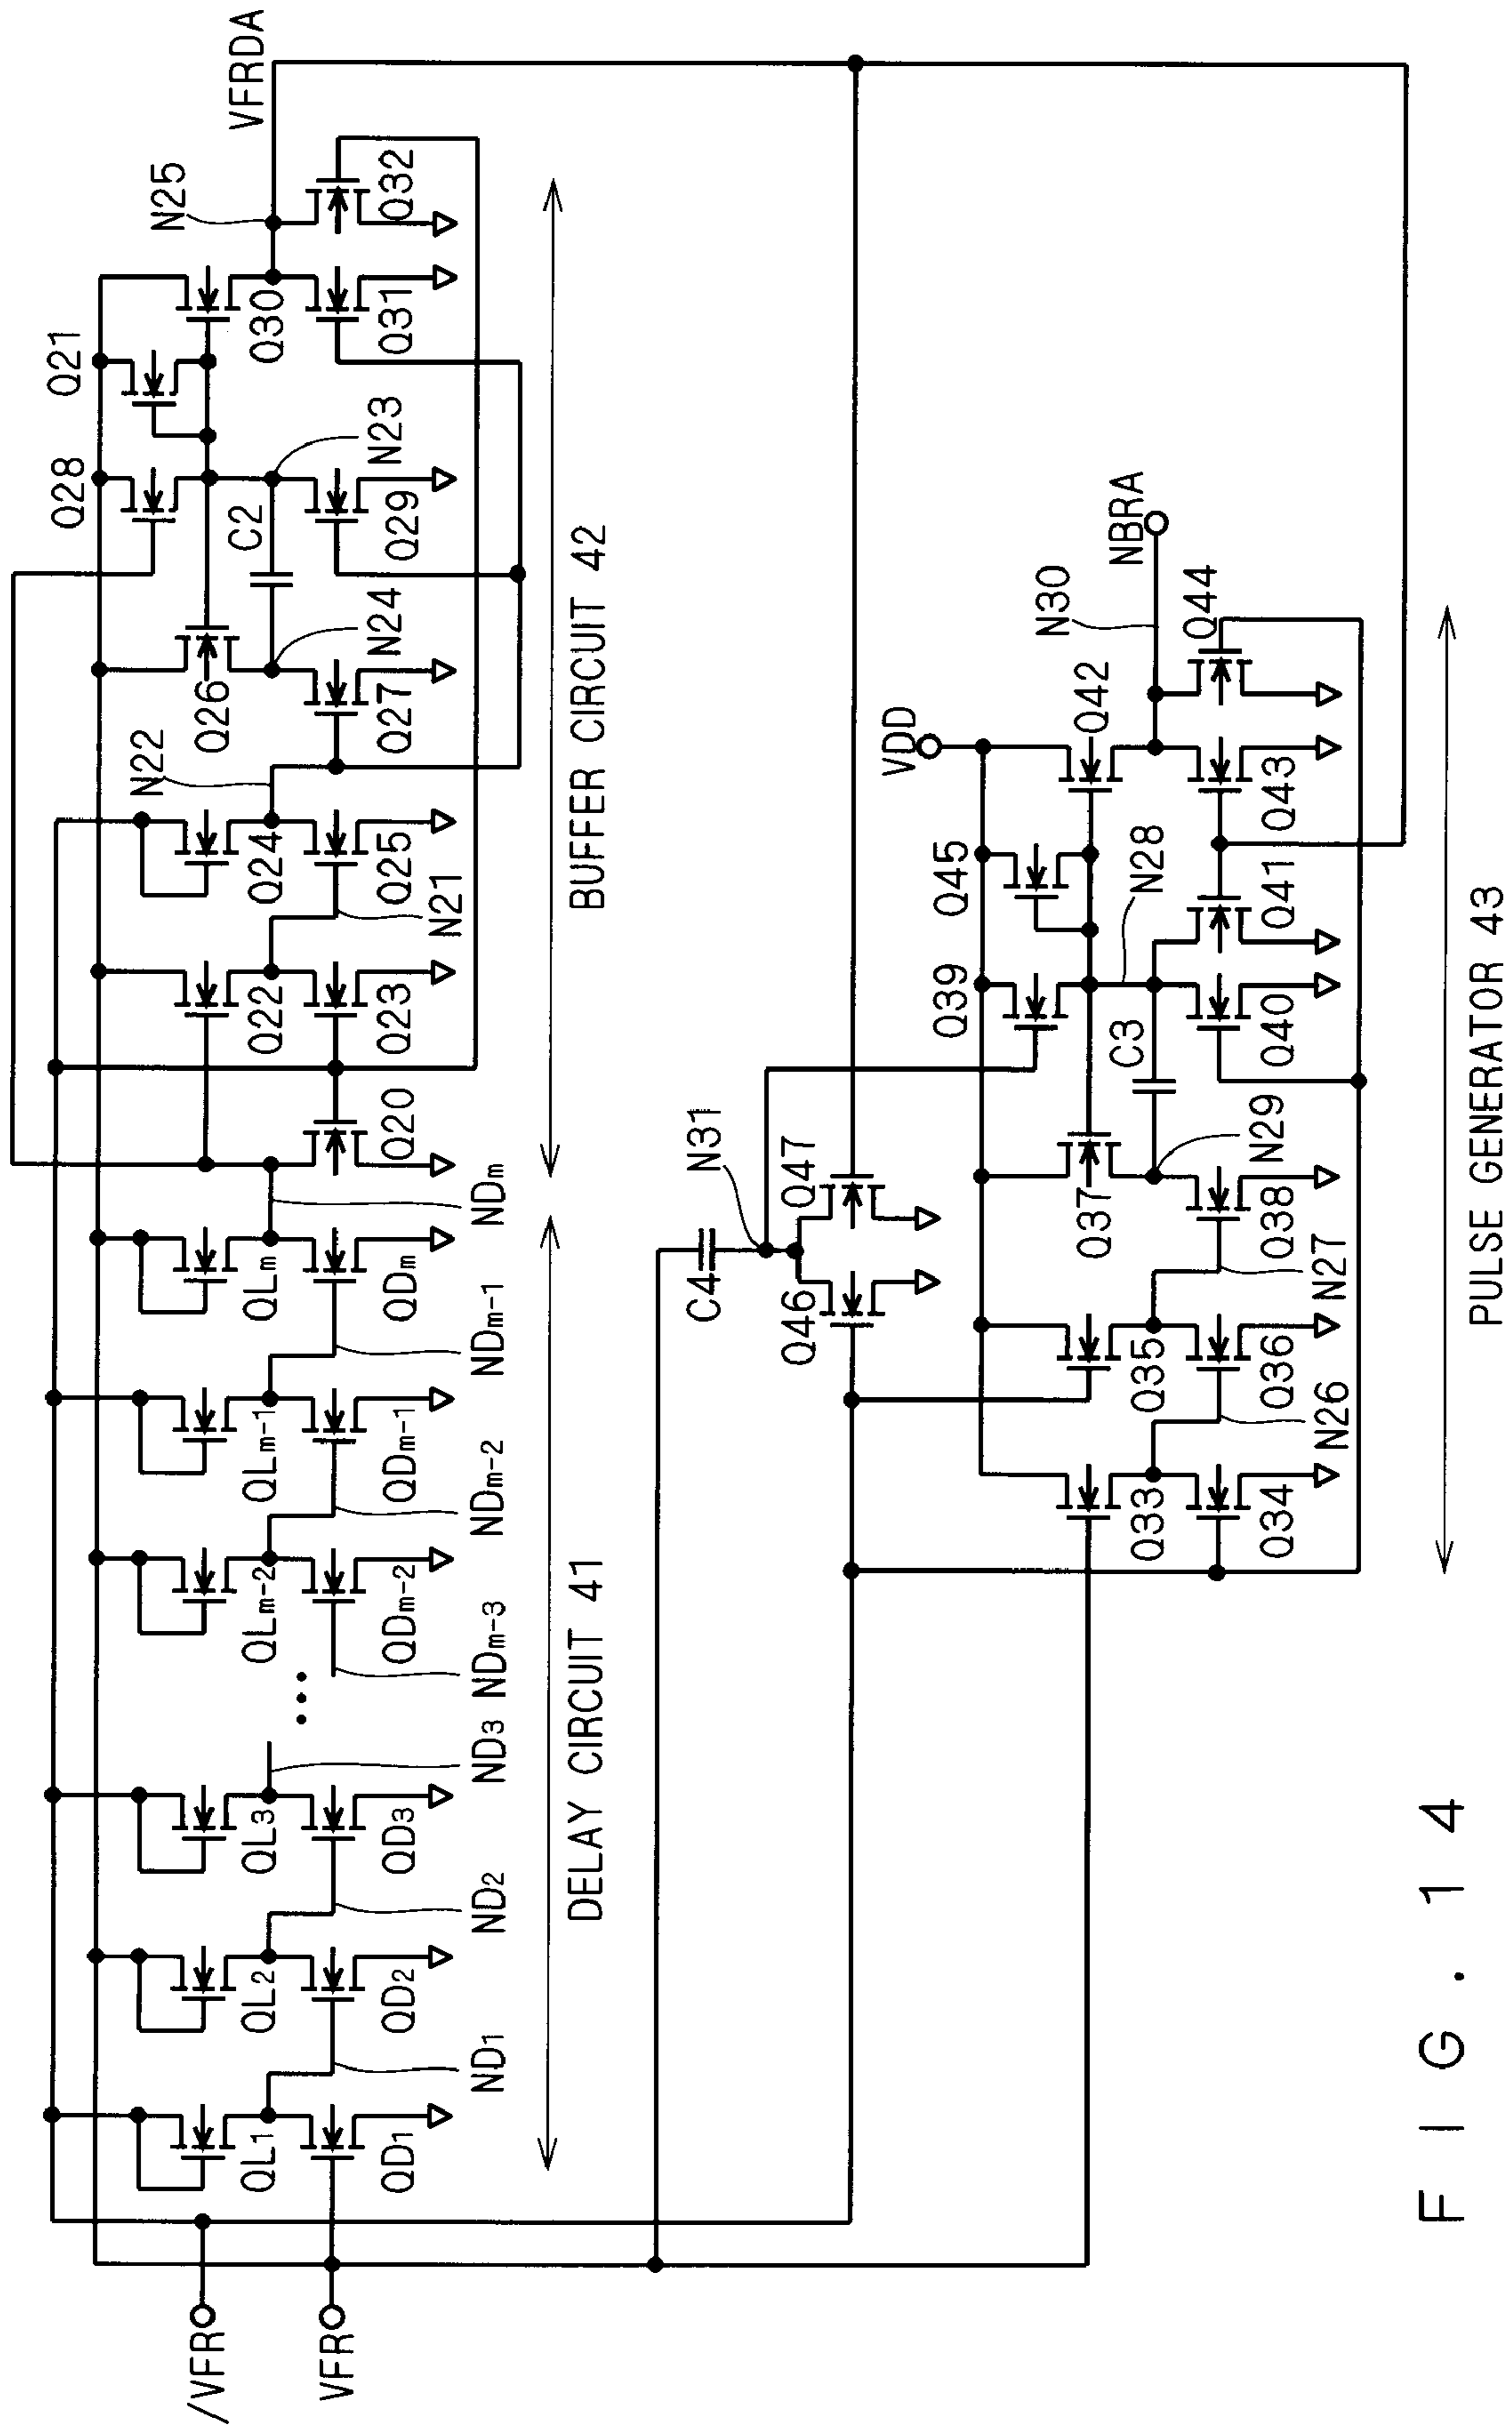 /VFR
VFR
QL1
QD1
ND1
QL2
QD2
ND2
QL3
QD3
ND3
...
NDm-3
QLm-2
QDm-2
NDm-2
QLm-1
QDm-1
NDm-1
QLm
QDm
NDm
DELAY CIRCUIT 41
Q20
Q22
Q23
N21
Q24
Q25
N22
Q26
Q27
N24
C2
Q28
Q29
N23
Q21
Q30
Q31
N25
Q32
VFRDA
BUFFER CIRCUIT 42
C4
N31
Q46
Q47
VDD
Q33
Q34
N26
Q35
Q36
N27
Q37
Q38
N29
C3
Q39
Q40
N28
Q45
Q41
Q42
Q43
N30
Q44
NBRA
PULSE GENERATOR 43
FIG. 14